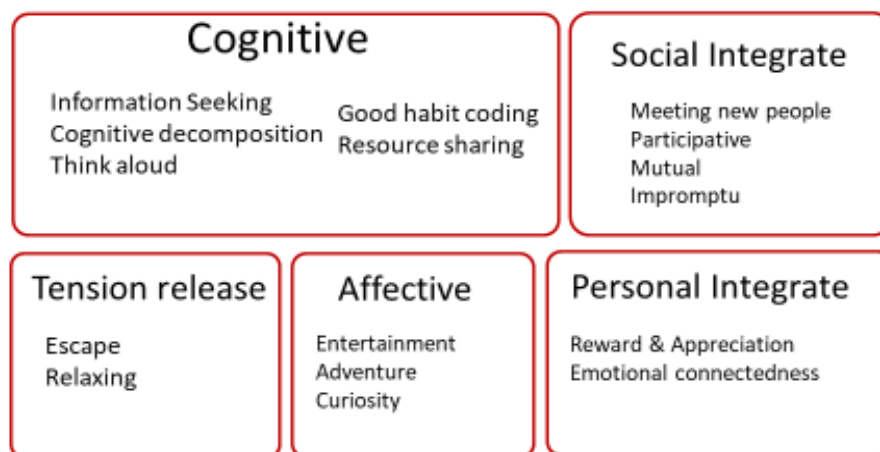 Cognitive
Information Seeking
Cognitive decomposition
Think aloud
Good habit coding
Resource sharing
Social Integrate
Meeting new people
Participative
Mutual
Impromptu
Tension release
Escape
Relaxing
Affective
Entertainment
Adventure
Curiosity
Personal Integrate
Reward & Appreciation
Emotional connectedness